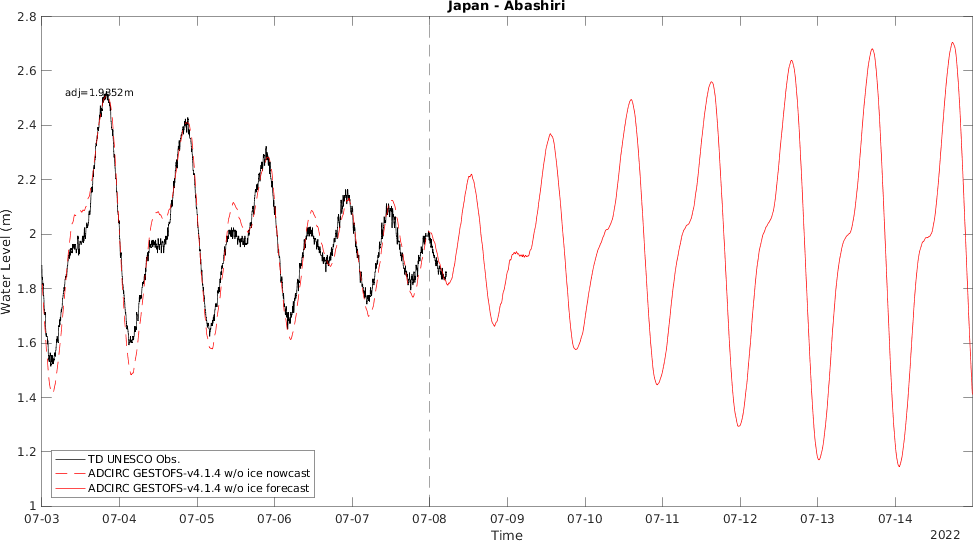 Japan - Abashiri
2.8
2.6
2.4
2.2
2
1.8
1.6
1.4
1.2
1
Water Level (m)
adj=1.9352m
TD UNESCO Obs.
ADCIRC GESTOFS-v4.1.4 w/o ice nowcast
ADCIRC GESTOFS-v4.1.4 w/o ice forecast
07-03 07-04 07-05 07-06 07-07 07-08 07-09 07-10 07-11 07-12 07-13 07-14
Time
2022